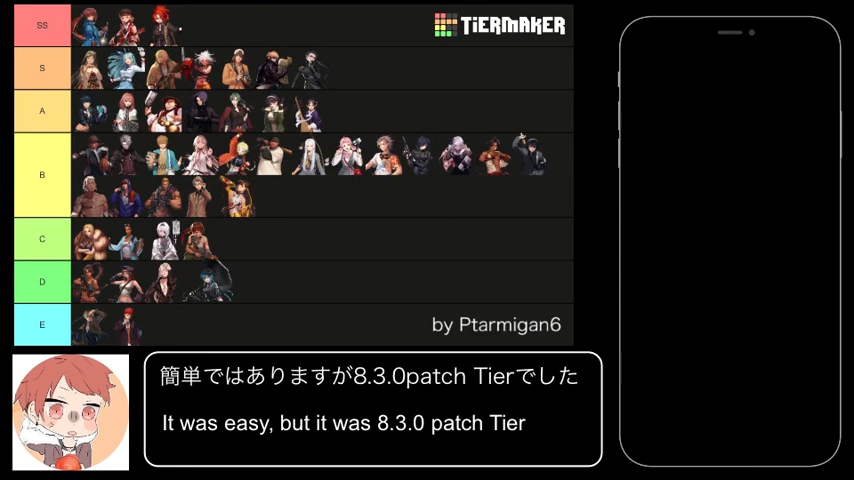 SS
TiERMAKER
S
A
B
C
D
E
by Ptarmigan6
簡単ではありますが8.3.0patch Tierでした
It was easy, but it was 8.3.0 patch Tier